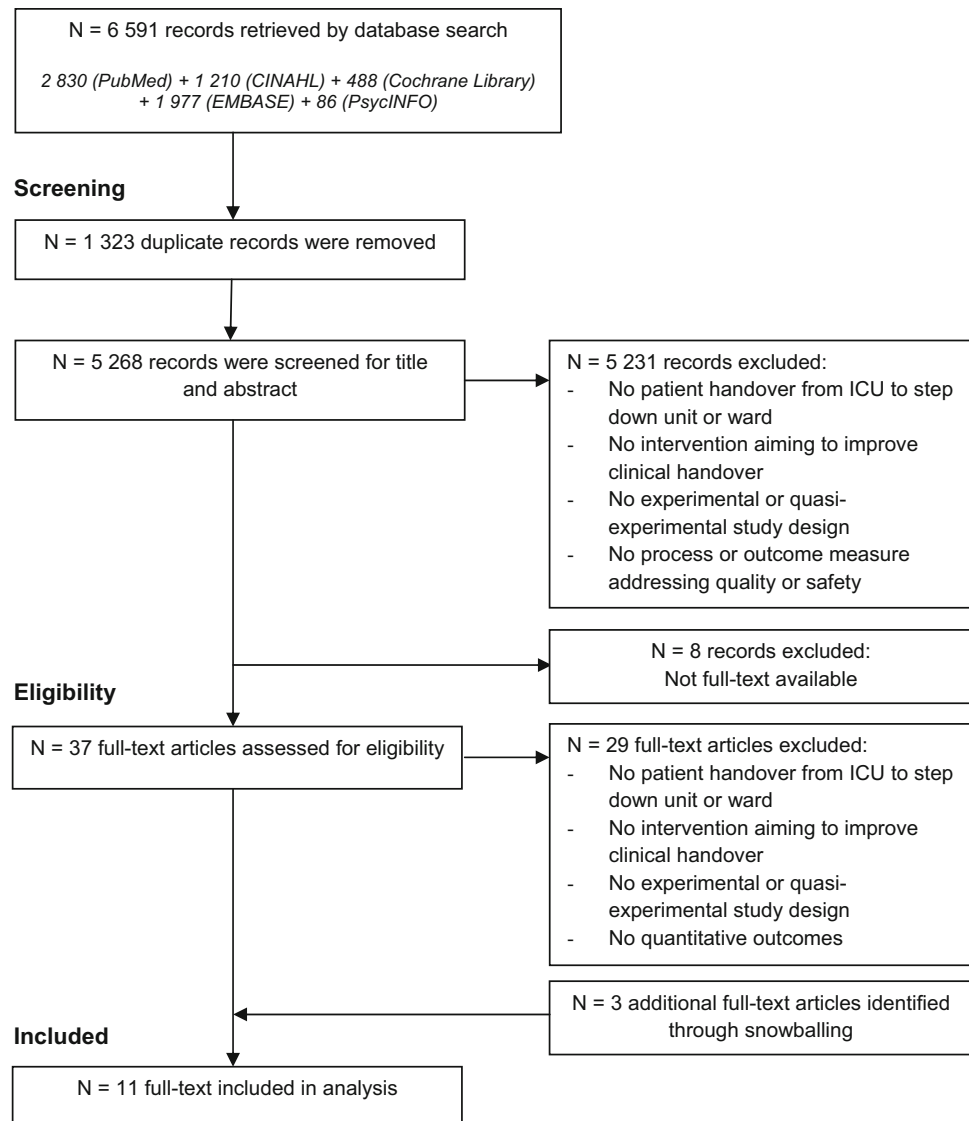 N = 6 591 records retrieved by database search
2 830 (PubMed) + 1 210 (CINAHL) + 488 (Cochrane Library)
+ 1 977 (EMBASE) + 86 (PsycINFO)
Screening
N = 1 323 duplicate records were removed
N = 5 268 records were screened for title
and abstract
N = 5 231 records excluded:
- No patient handover from ICU to step
down unit or ward
- No intervention aiming to improve
clinical handover
- No experimental or quasi-
experimental study design
- No process or outcome measure
addressing quality or safety
N = 8 records excluded:
Not full-text available
Eligibility
N = 37 full-text articles assessed for eligibility
N = 29 full-text articles excluded:
- No patient handover from ICU to step
down unit or ward
- No intervention aiming to improve
clinical handover
- No experimental or quasi-
experimental study design
- No quantitative outcomes
N = 3 additional full-text articles identified
through snowballing
Included
N = 11 full-text included in analysis